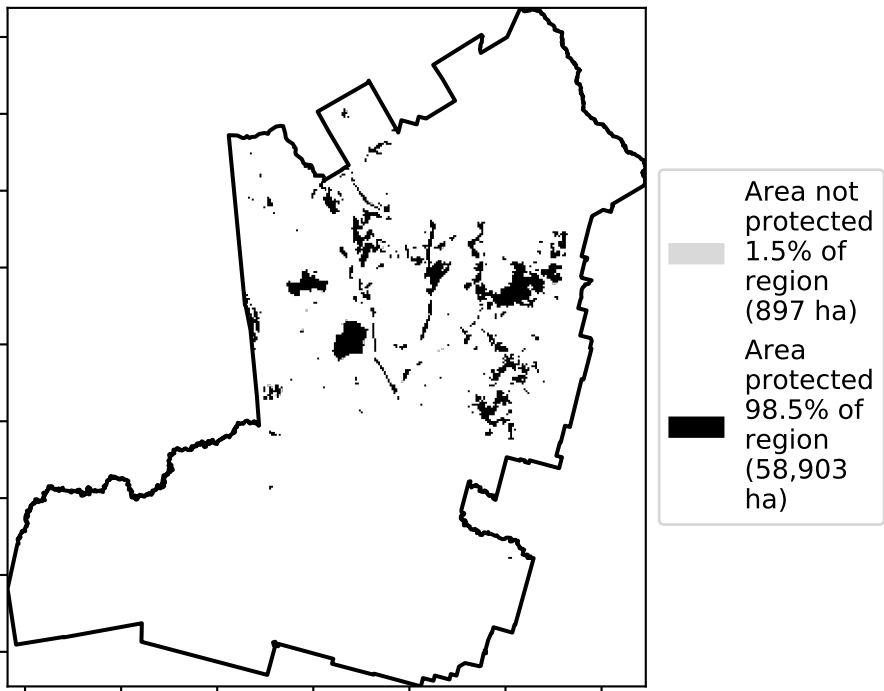 Area not
protected
1.5% of
region
(897 ha)
Area
protected
98.5% of
region
(58,903
ha)